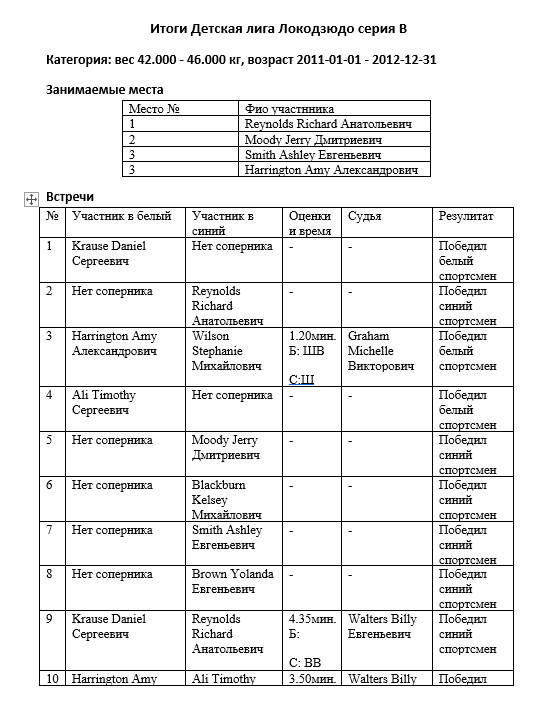 Итоги Детская лига Локодзюдо серия В
Категория: вес 42.000 - 46.000 кг, возраст 2011-01-01 - 2012-12-31
Занимаемые места
Место № Фио участнника
1 Reynolds Richard Анатольевич
2 Moody Jerry Дмитриевич
3 Smith Ashley Евгеньевич
3 Harrington Amy Александрович
Встречи
№ Участник в белый Участник в Оценки Судья Резулитат
синий и время
1 Krause Daniel Нет соперника - - Победил
Сергеевич белый
спортсмен
2 Нет соперника Reynolds - - Победил
Richard синий
Анатольевич спортсмен
3 Harrington Amy Wilson 1.20мин. Graham Победил
Александрович Stephanie Б: ШВ Michelle белый
Михайлович Викторович спортсмен
С:Ш
4 Ali Timothy Нет соперника - - Победил
Сергеевич белый
спортсмен
5 Нет соперника Moody Jerry - - Победил
Дмитриевич синий
спортсмен
6 Нет соперника Blackburn - - Победил
Kelsey синий
Михайлович спортсмен
7 Нет соперника Smith Ashley - - Победил
Евгеньевич синий
спортсмен
8 Нет соперника Brown Yolanda - - Победил
Евгеньевич синий
спортсмен
9 Krause Daniel Reynolds 4.35мин. Walters Billy Победил
Сергеевич Richard Б: Евгеньевич синий
Анатольевич спортсмен
С: ВВ
10 Harrington Amy Ali Timothy 3.50мин. Walters Billy Победил